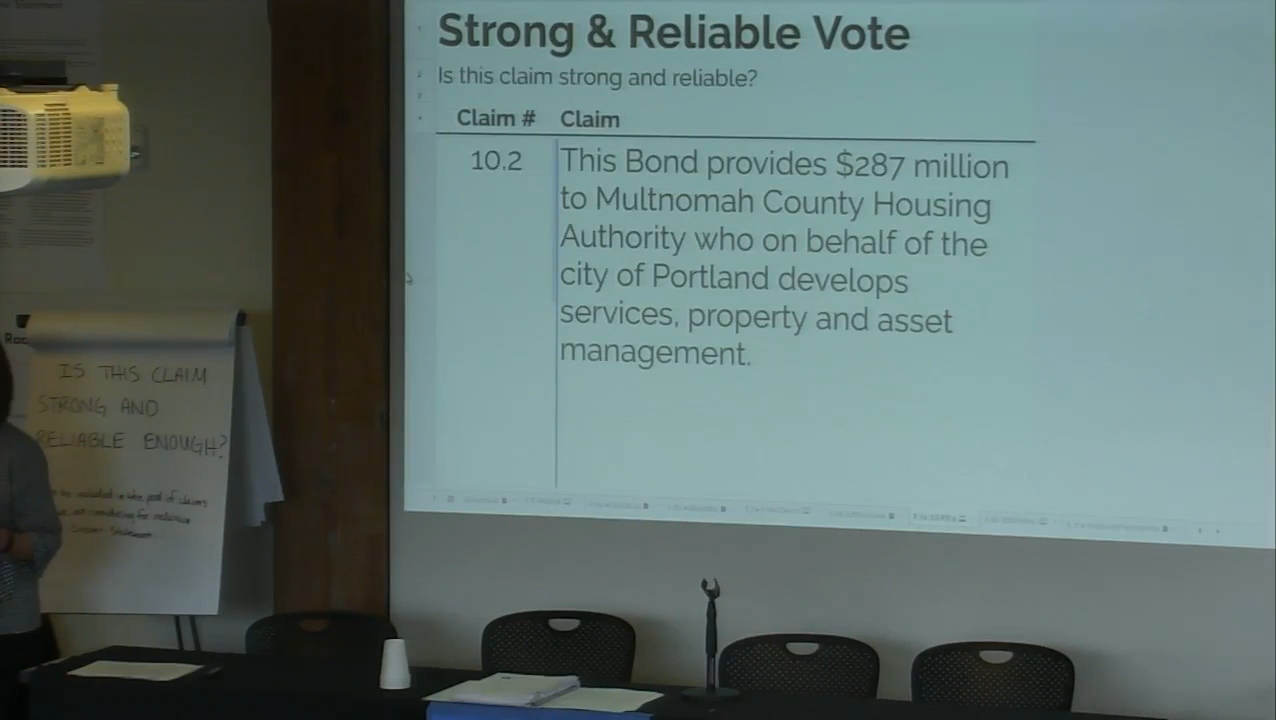 Strong & Reliable Vote
Is this claim strong and reliable?
Claim # Claim
10.2 This Bond provides $287 million
to Multnomah County Housing
Authority who on behalf of the
city of Portland develops
services, property and asset
management.
IS THIS CLAIM
STRONG AND
RELIABLE ENOUGH?